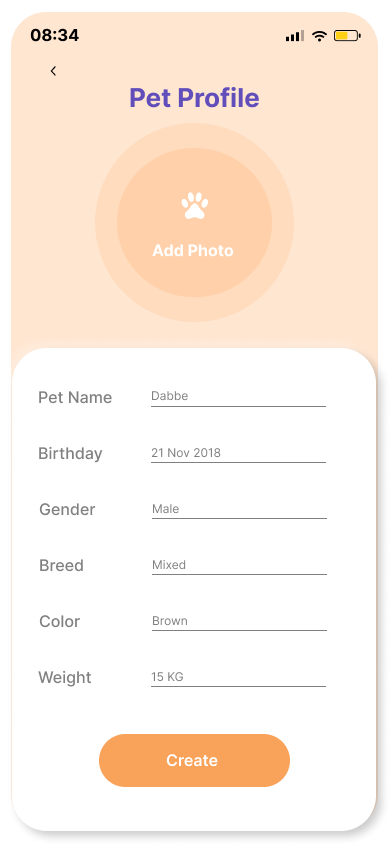 08:34
Pet Profile
Add Photo
Pet Name Dabbe
Birthday 21 Nov 2018
Gender Male
Breed Mixed
Color Brown
Weight 15 KG
Create